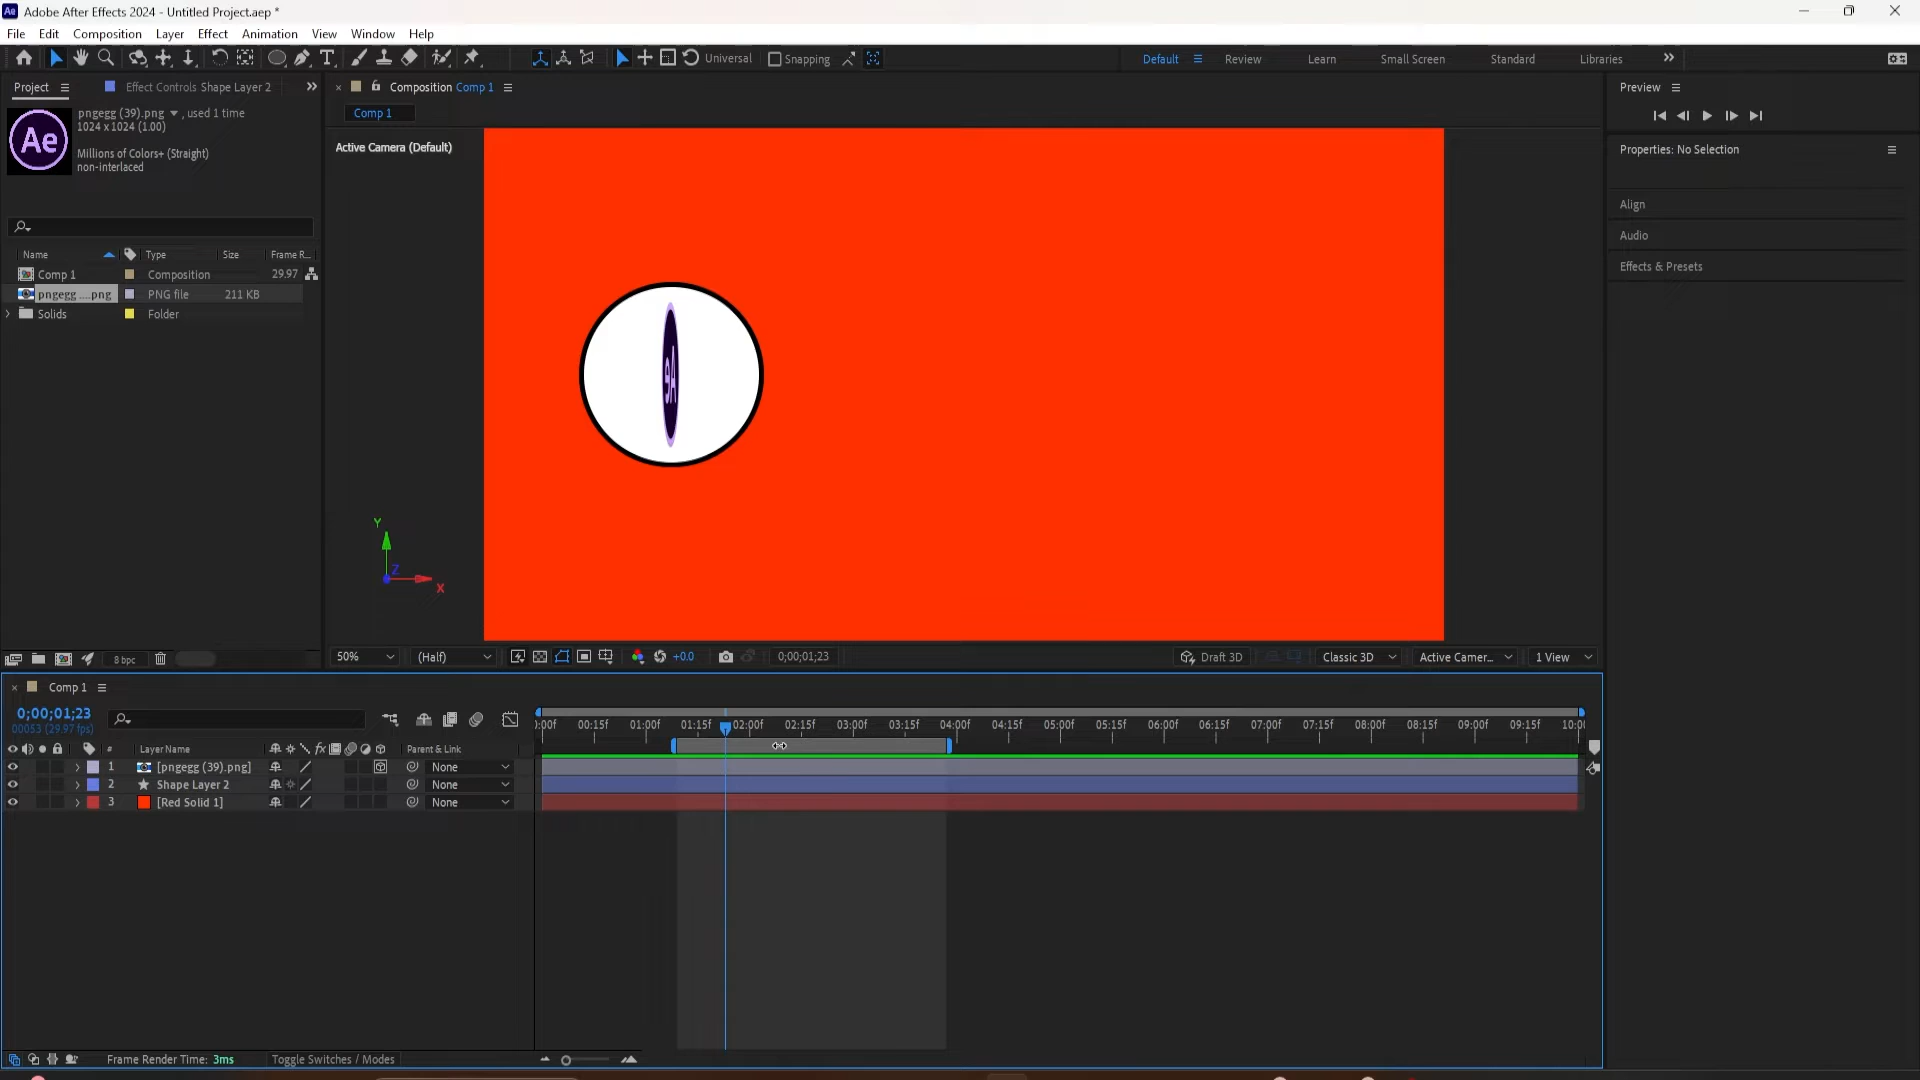 Adobe After Effects 2024 - Untitled Project.aep *
File Edit Composition Layer Effect Animation View Window Help
Universal Snapping Default Review Learn Small Screen Standard Libraries
Project Effect Controls Shape Layer 2
Composition Comp 1
Preview
Ae
pngegg (39).png , used 1 time
1024 x 1024 (1.00)
Millions of Colors+ (Straight)
non-interlaced
Comp 1
Active Camera (Default)
Properties: No Selection
Align
Audio
Effects & Presets
Name Type Size Frame R...
Comp 1 Composition 29.97
pngegg ....png PNG file 211 KB
Solids Folder
Y
Z
X
8 bpc
50% (Half) +0.0 0;00;01;23 Draft 3D Classic 3D Active Camer... 1 View
Comp 1
0;00;01;23
00053 (29.97 fps)
:00f 00:15f 01:00f 01:15f 02:00f 02:15f 03:00f 03:15f 04:00f 04:15f 05:00f 05:15f 06:00f 06:15f 07:00f 07:15f 08:00f 08:15f 09:00f 09:15f 10:0
# Layer Name fx Parent & Link
1 [pngegg (39).png] None
2 Shape Layer 2 None
3 [Red Solid 1] None
Frame Render Time: 3ms Toggle Switches / Modes